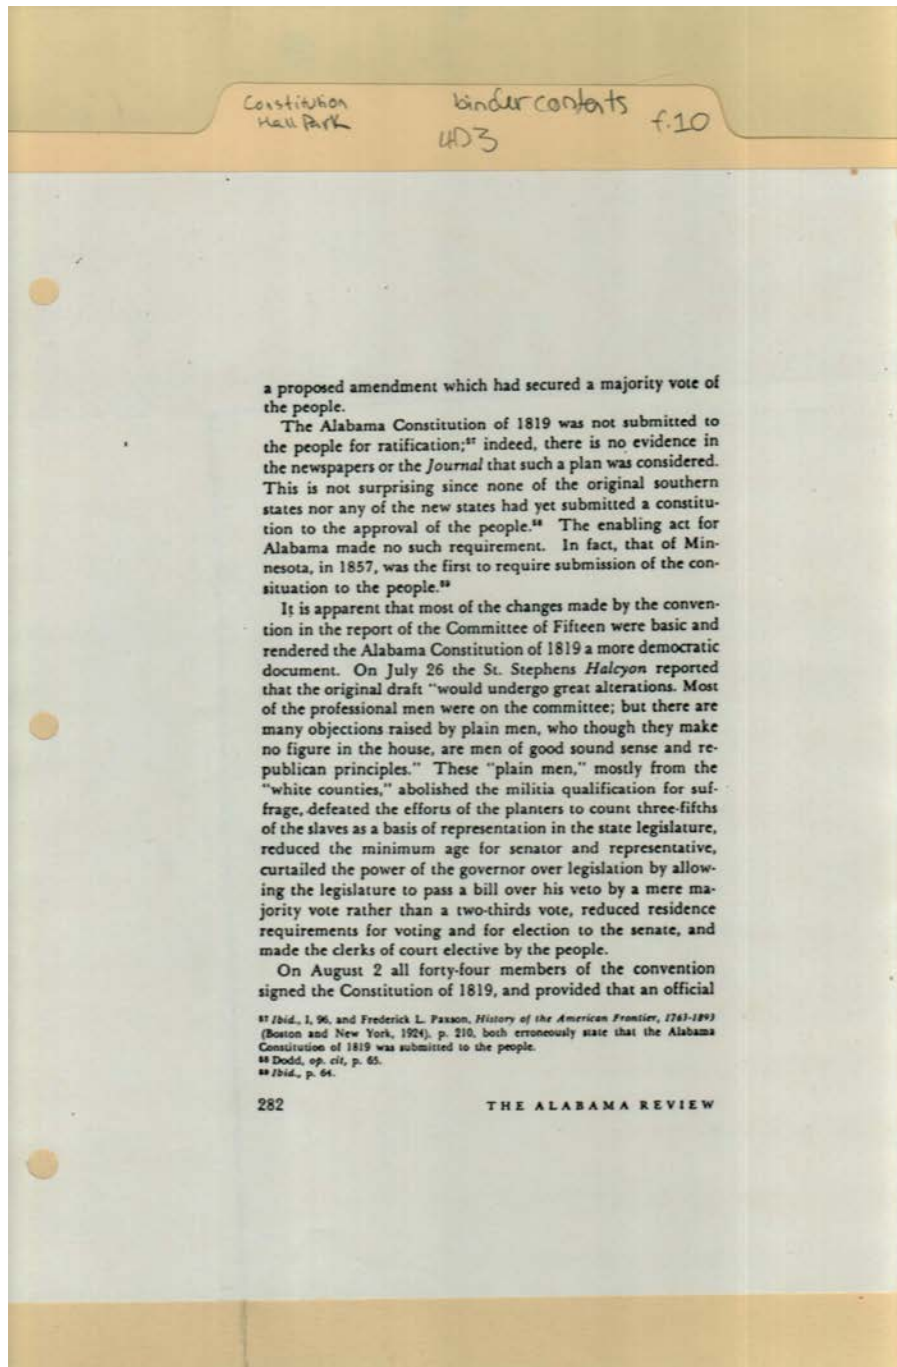 Constitution
Hall Park
binder contents
4D3
f.10
a proposed amendment which had secured a majority vote of
the people.
The Alabama Constitution of 1819 was not submitted to
the people for ratification;⁵⁷ indeed, there is no evidence in
the newspapers or the Journal that such a plan was considered.
This is not surprising since none of the original southern
states nor any of the new states had yet submitted a constitu-
tion to the approval of the people.⁵⁸ The enabling act for
Alabama made no such requirement. In fact, that of Min-
nesota, in 1857, was the first to require submission of the con-
situation to the people.⁵⁹
It is apparent that most of the changes made by the conven-
tion in the report of the Committee of Fifteen were basic and
rendered the Alabama Constitution of 1819 a more democratic
document. On July 26 the St. Stephens Halcyon reported
that the original draft "would undergo great alterations. Most
of the professional men were on the committee; but there are
many objections raised by plain men, who though they make
no figure in the house, are men of good sound sense and re-
publican principles." These "plain men," mostly from the
"white counties," abolished the militia qualification for suf-
frage, defeated the efforts of the planters to count three-fifths
of the slaves as a basis of representation in the state legislature,
reduced the minimum age for senator and representative,
curtailed the power of the governor over legislation by allow-
ing the legislature to pass a bill over his veto by a mere ma-
jority vote rather than a two-thirds vote, reduced residence
requirements for voting and for election to the senate, and
made the clerks of court elective by the people.
On August 2 all forty-four members of the convention
signed the Constitution of 1819, and provided that an official
⁵⁷ Ibid., I, 96, and Frederick L. Paxson, History of the American Frontier, 1763-1893
(Boston and New York, 1924), p. 210, both erroneously state that the Alabama
Constitution of 1819 was submitted to the people.
⁵⁸ Dodd, op. cit, p. 65.
⁵⁹ Ibid., p. 64.
282
THE ALABAMA REVIEW